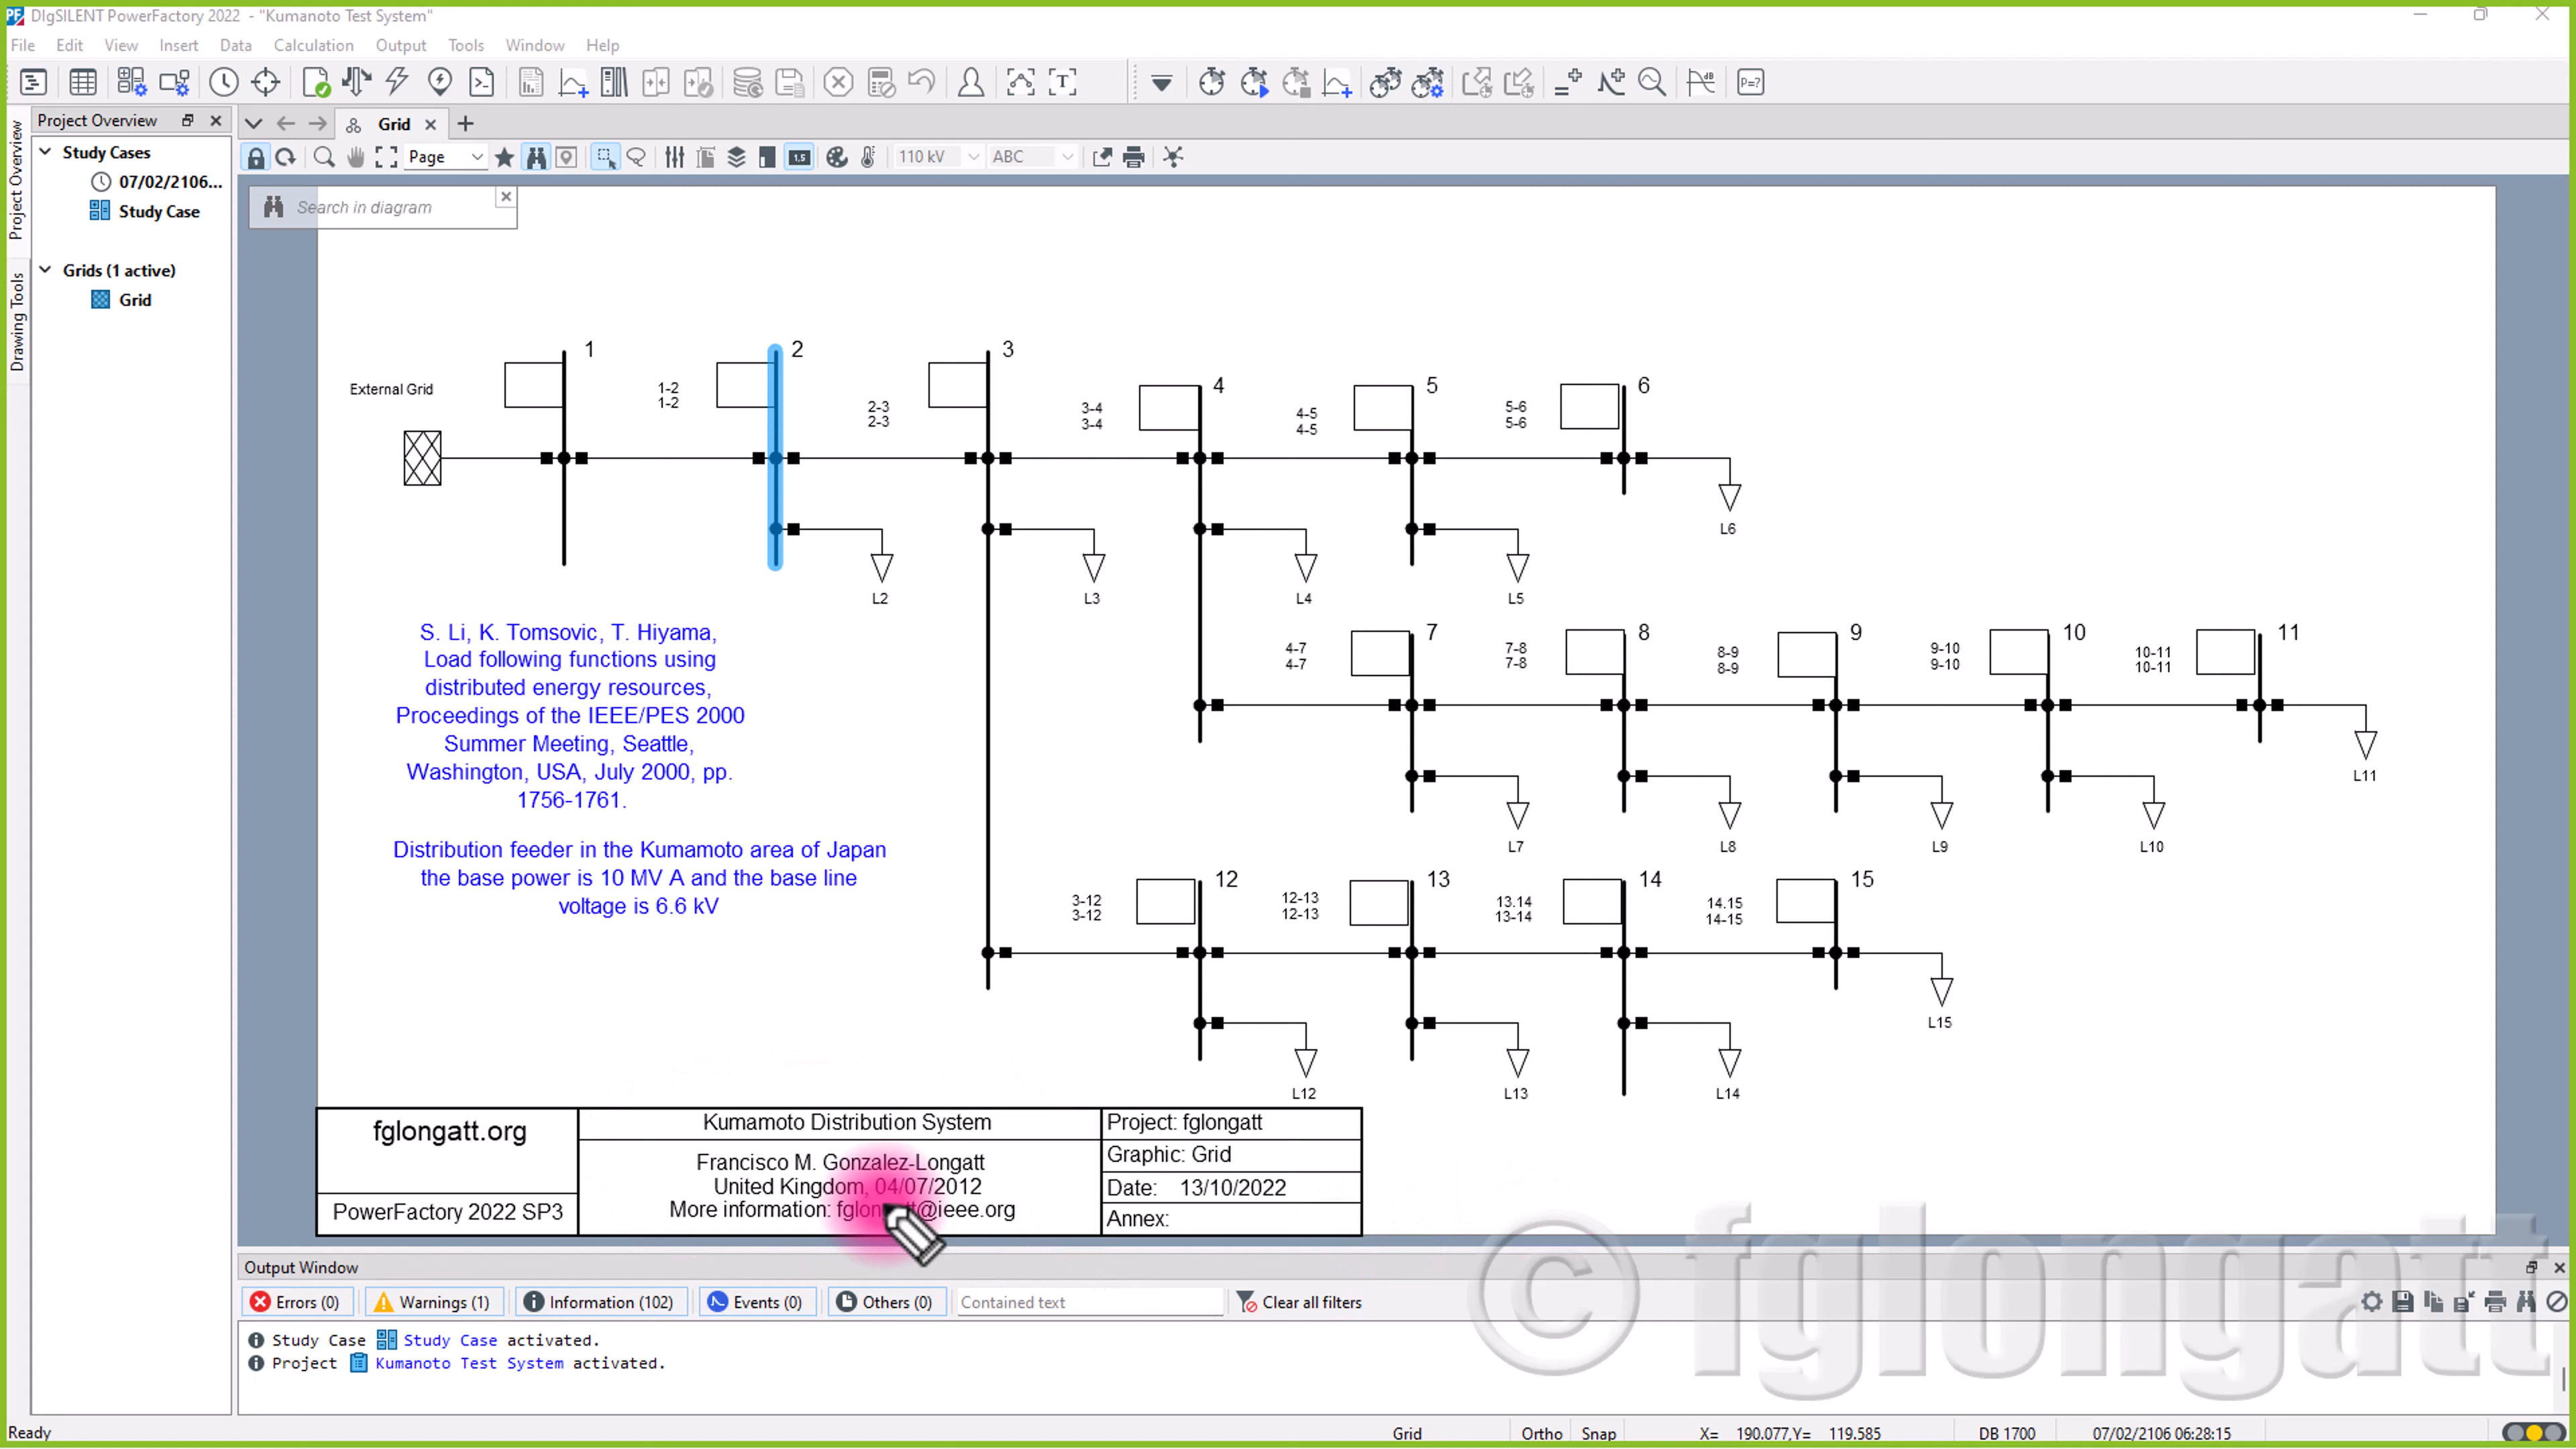 DIgSILENT PowerFactory 2022 - "Kumanoto Test System"
File Edit View Insert Data Calculation Output Tools Window Help
Project Overview
Grid
Page
110 kV
ABC
Project Overview
Drawing Tools
Study Cases
07/02/2106...
Study Case
Grids (1 active)
Grid
Search in diagram
External Grid
1
1-2
1-2
2
2-3
2-3
3
3-4
3-4
4
4-5
4-5
5
5-6
5-6
6
L2
L3
L4
L5
L6
S. Li, K. Tomsovic, T. Hiyama,
Load following functions using
distributed energy resources,
Proceedings of the IEEE/PES 2000
Summer Meeting, Seattle,
Washington, USA, July 2000, pp.
1756-1761.
4-7
4-7
7
7-8
7-8
8
8-9
8-9
9
9-10
9-10
10
10-11
10-11
11
L7
L8
L9
L10
L11
Distribution feeder in the Kumamoto area of Japan
the base power is 10 MV A and the base line
voltage is 6.6 kV
3-12
3-12
12
12-13
12-13
13
13.14
13-14
14
14.15
14-15
15
L12
L13
L14
L15
fglongatt.org
PowerFactory 2022 SP3
Kumamoto Distribution System
Francisco M. Gonzalez-Longatt
United Kingdom, 04/07/2012
More information: fglongatt@ieee.org
Project: fglongatt
Graphic: Grid
Date: 13/10/2022
Annex:
© fglongatt
Output Window
Errors (0) Warnings (1) Information (102) Events (0) Others (0) Contained text Clear all filters
Study Case Study Case activated.
Project Kumanoto Test System activated.
Ready
Grid Ortho Snap X= 190.077,Y= 119.585 DB 1700 07/02/2106 06:28:15